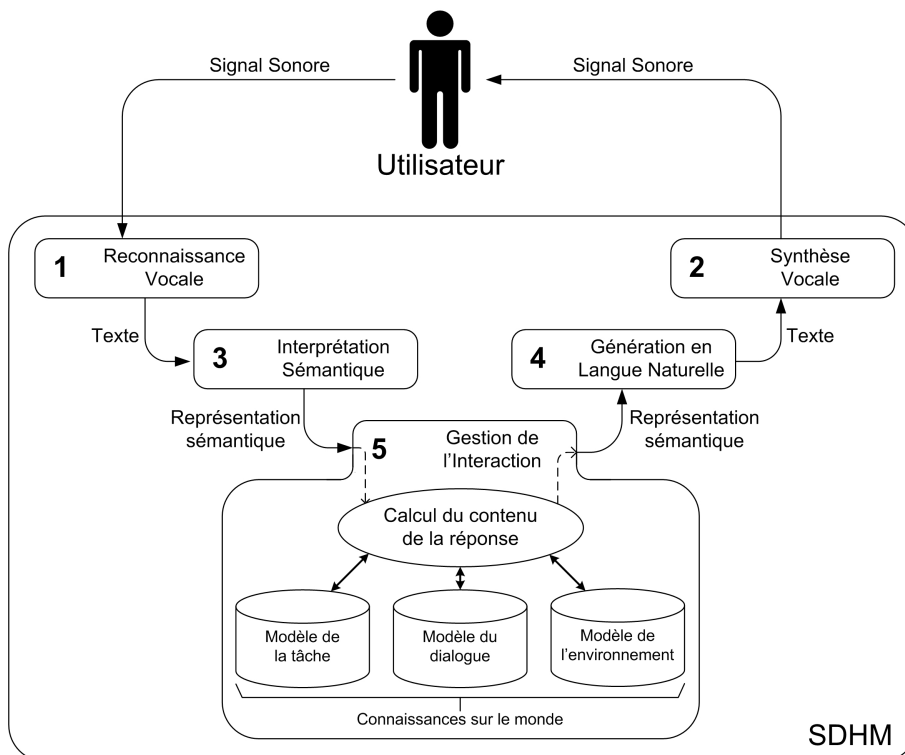 Signal Sonore
Signal Sonore
Utilisateur
1
Reconnaissance
Vocale
2
Synthèse
Vocale
Texte
Texte
3
Interprétation
Sémantique
4
Génération en
Langue Naturelle
Représentation
sémantique
Représentation
sémantique
5
Gestion de
l'Interaction
Calcul du contenu
de la réponse
Modèle de
la tâche
Modèle du
dialogue
Modèle de
l'environnement
Connaissances sur le monde
SDHM